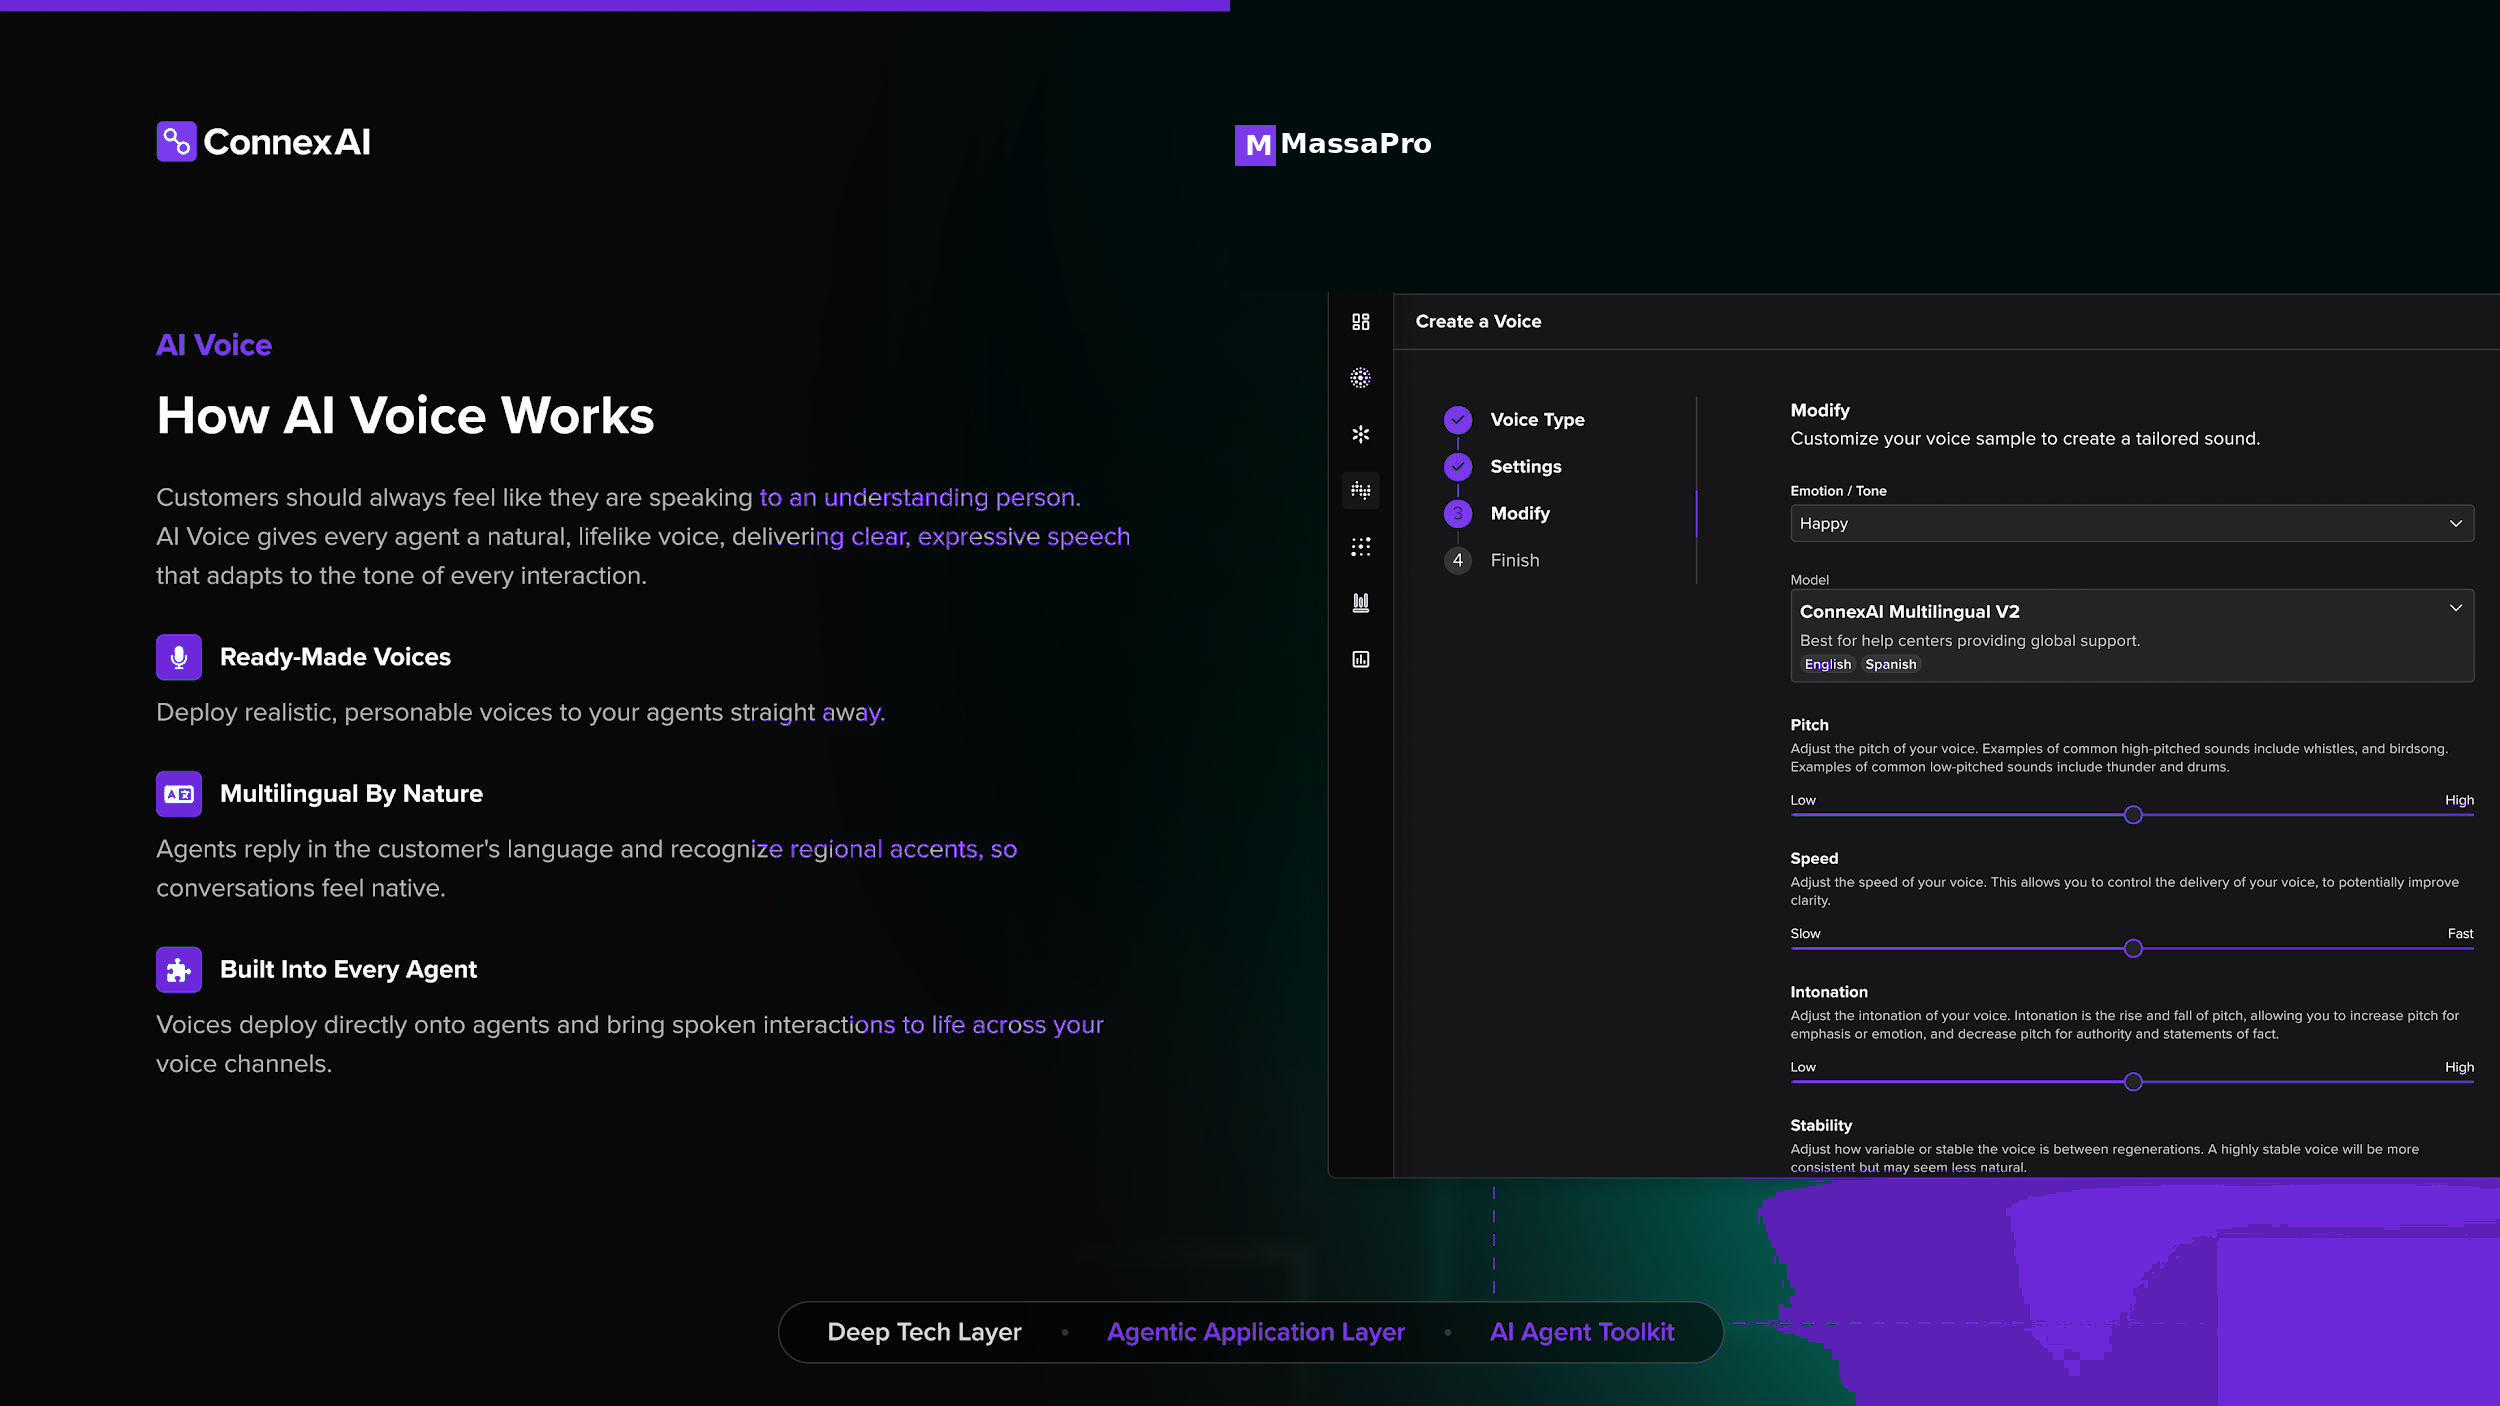 ConnexAI
M MassaPro
AI Voice
How AI Voice Works
Customers should always feel like they are speaking to an understanding person.
AI Voice gives every agent a natural, lifelike voice, delivering clear, expressive speech
that adapts to the tone of every interaction.
Ready-Made Voices
Deploy realistic, personable voices to your agents straight away.
Multilingual By Nature
Agents reply in the customer's language and recognize regional accents, so
conversations feel native.
Built Into Every Agent
Voices deploy directly onto agents and bring spoken interactions to life across your
voice channels.
Create a Voice
Voice Type
Settings
3 Modify
4 Finish
Modify
Customize your voice sample to create a tailored sound.
Emotion / Tone
Happy
Model
ConnexAI Multilingual V2
Best for help centers providing global support.
English Spanish
Pitch
Adjust the pitch of your voice. Examples of common high-pitched sounds include whistles, and birdsong.
Examples of common low-pitched sounds include thunder and drums.
Low High
Speed
Adjust the speed of your voice. This allows you to control the delivery of your voice, to potentially improve
clarity.
Slow Fast
Intonation
Adjust the intonation of your voice. Intonation is the rise and fall of pitch, allowing you to increase pitch for
emphasis or emotion, and decrease pitch for authority and statements of fact.
Low High
Stability
Adjust how variable or stable the voice is between regenerations. A highly stable voice will be more
consistent but may seem less natural.
Deep Tech Layer • Agentic Application Layer • AI Agent Toolkit